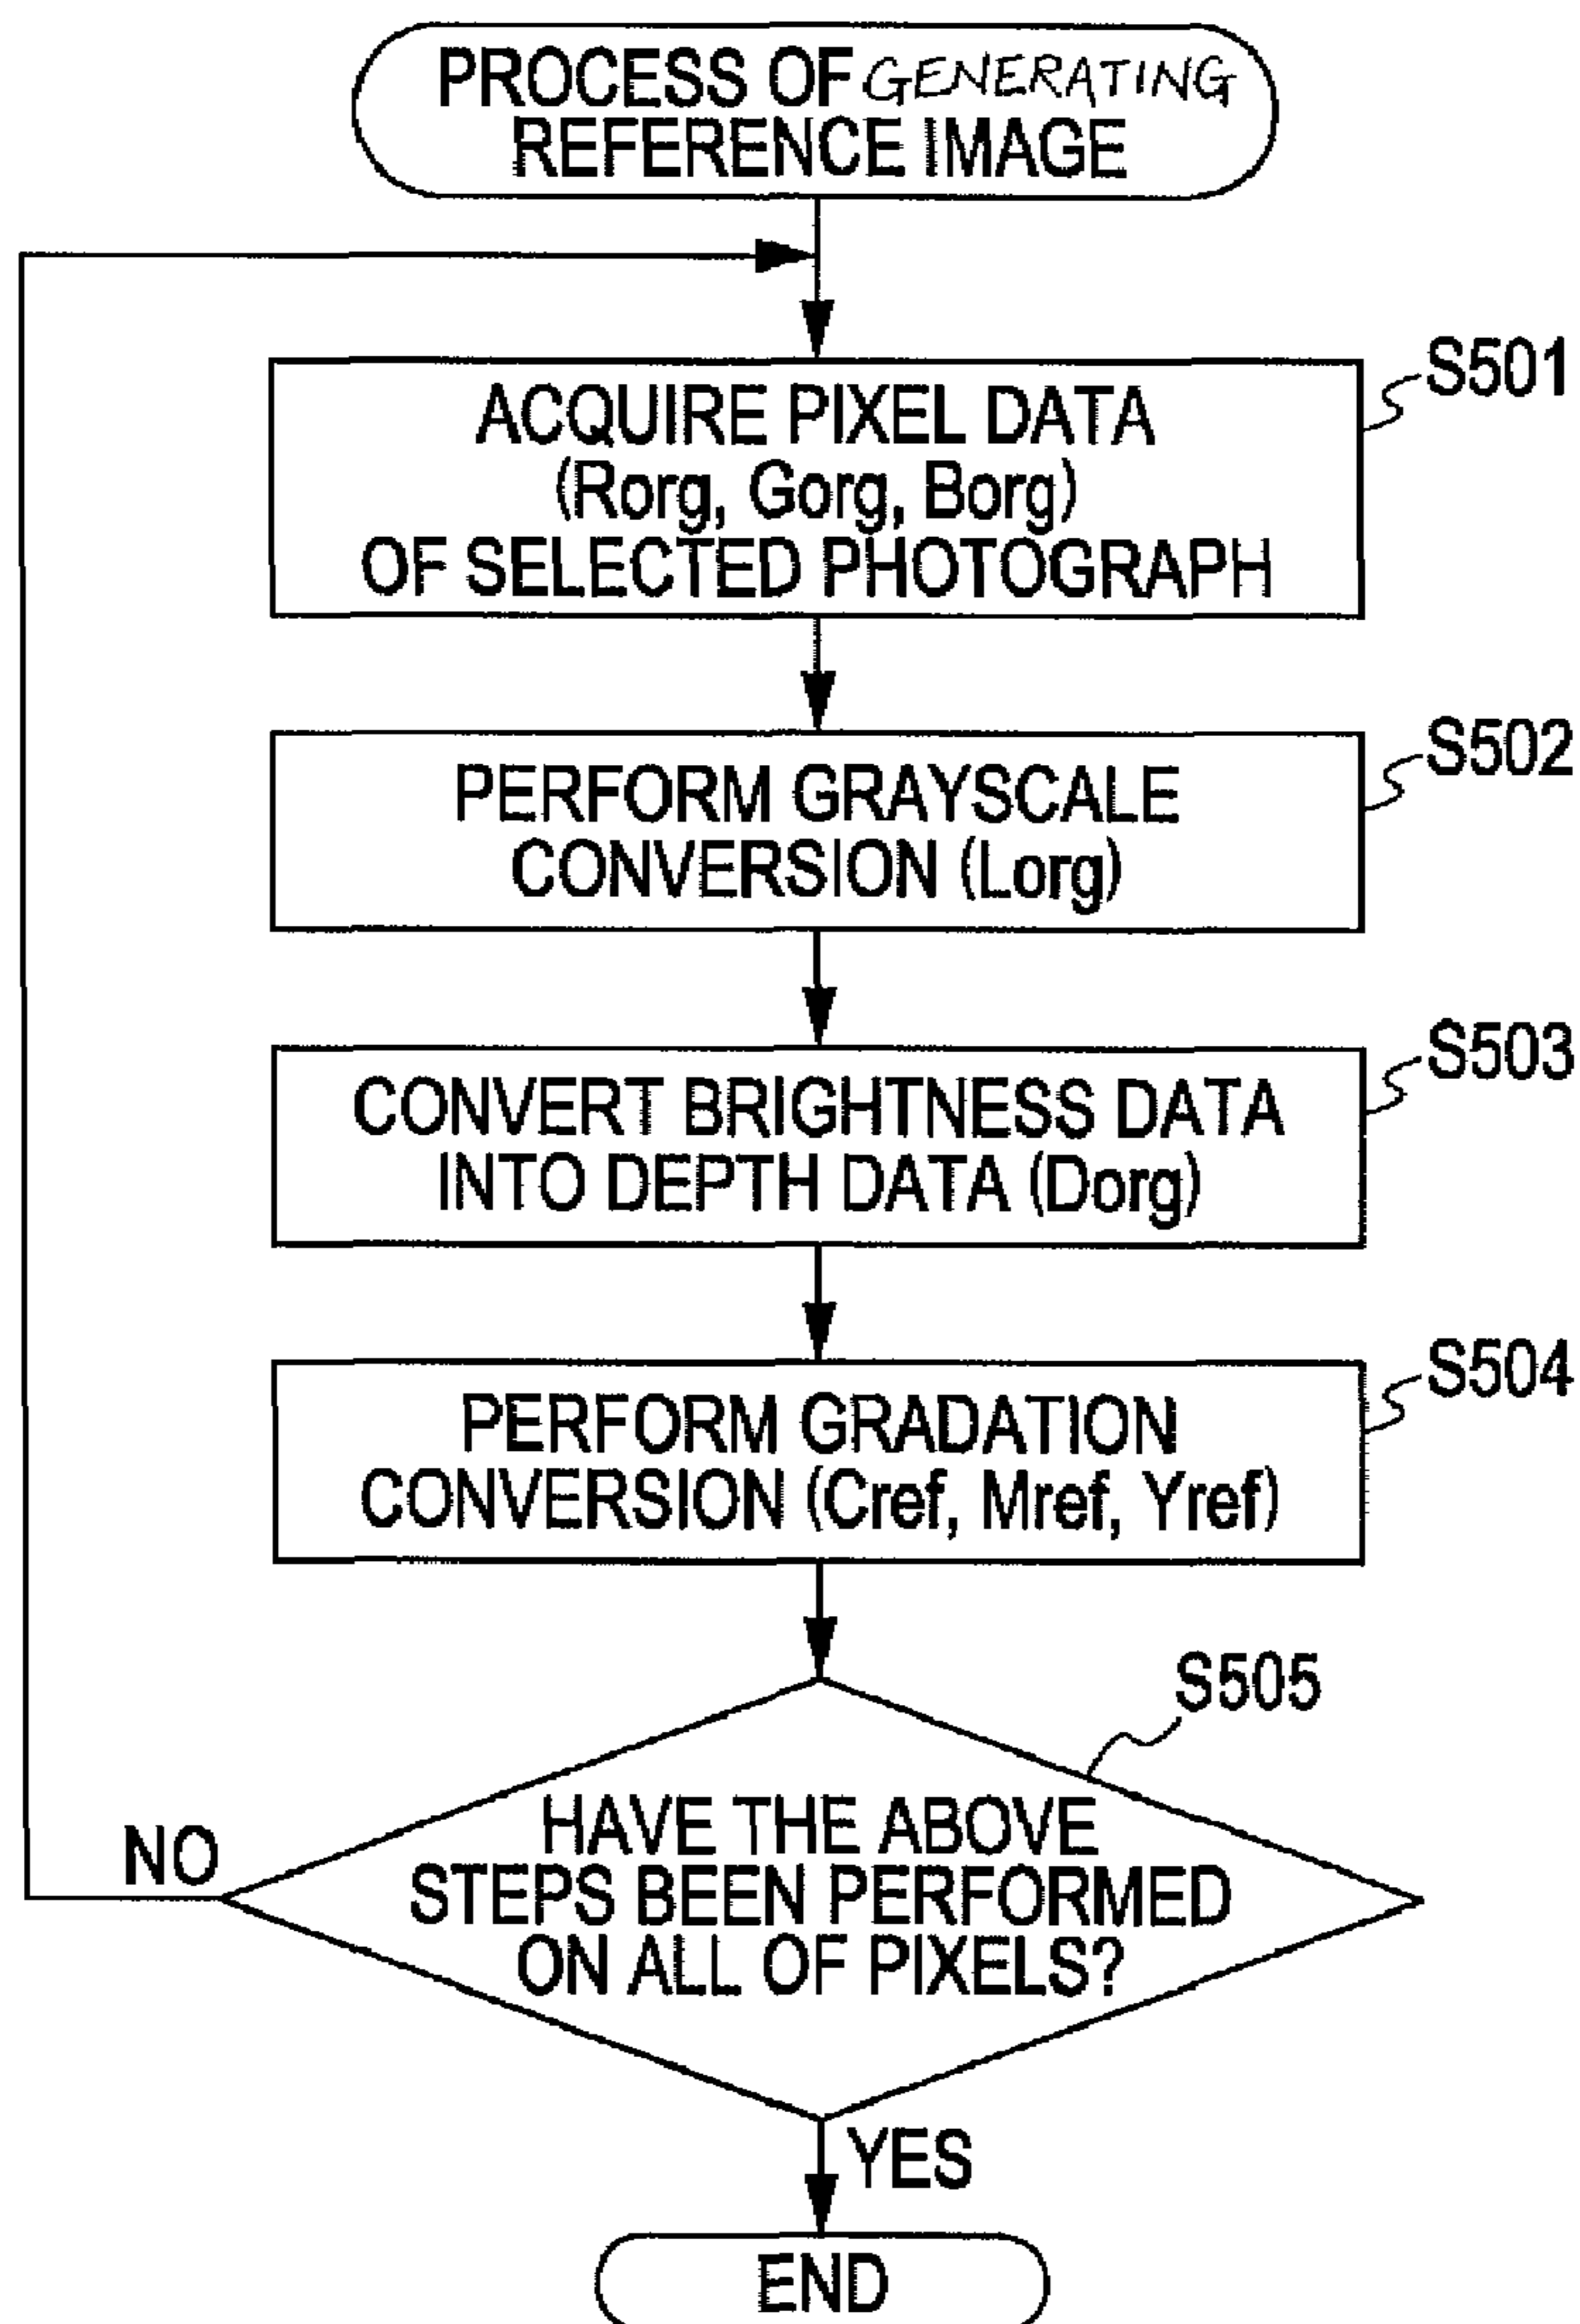 PROCESS OF GENERATING
REFERENCE IMAGE
S501
ACQUIRE PIXEL DATA
(Rorg, Gorg, Borg)
OF SELECTED PHOTOGRAPH
S502
PERFORM GRAYSCALE
CONVERSION (Lorg)
S503
CONVERT BRIGHTNESS DATA
INTO DEPTH DATA (Dorg)
S504
PERFORM GRADATION
CONVERSION (Cref, Mref, Yref)
S505
HAVE THE ABOVE
STEPS BEEN PERFORMED
ON ALL OF PIXELS?
NO
YES
END